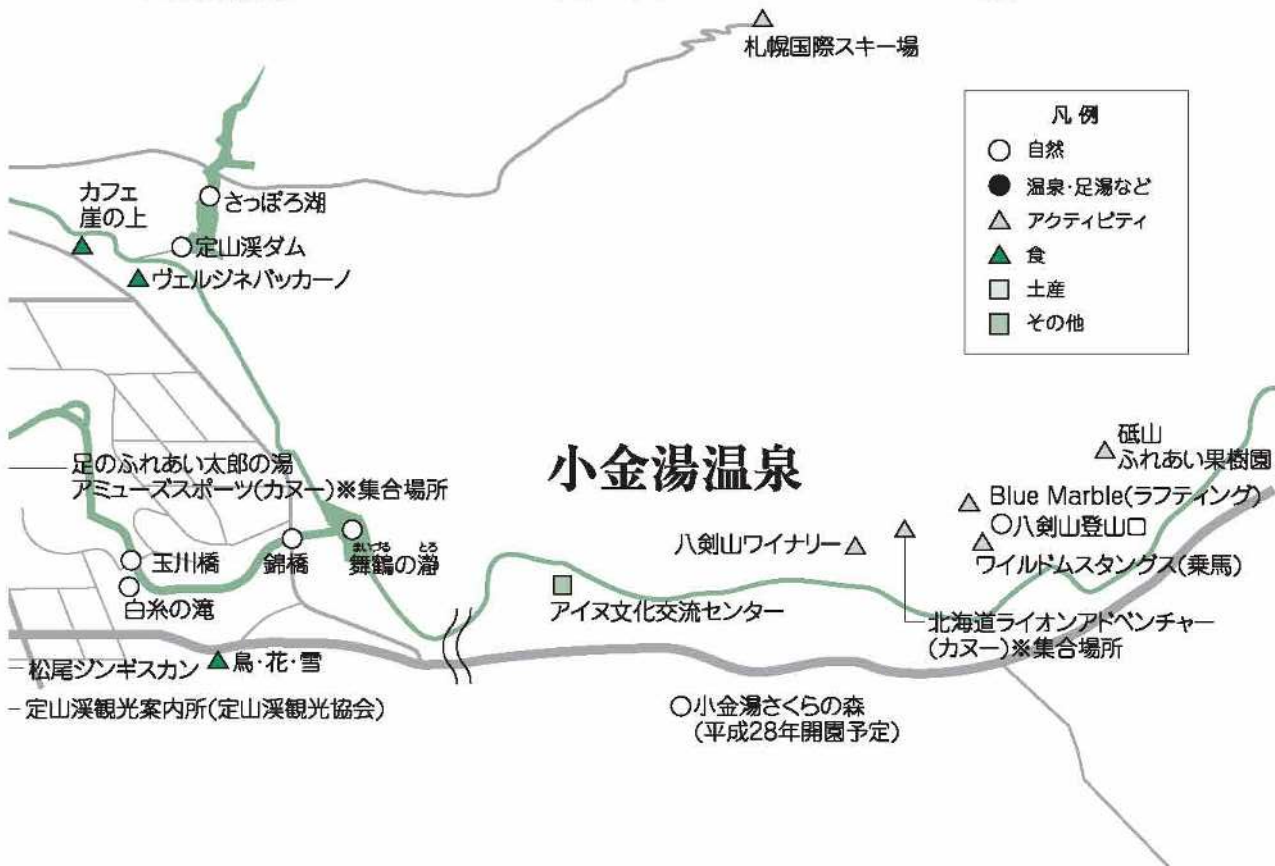 札幌国際スキー場
凡 例
自然
温泉・足湯など
アクティビティ
食
土産
その他
カフェ
崖の上
さっぽろ湖
定山渓ダム
ヴェルジネバッカーノ
小金湯温泉
砥山
ふれあい果樹園
足のふれあい太郎の湯
アミューズスポーツ(カヌー)※集合場所
Blue Marble(ラフティング)
八剣山登山口
八剣山ワイナリー
ワイルドムスタングス(乗馬)
玉川橋
錦橋
まいづる とろ
舞鶴の瀞
白糸の滝
アイヌ文化交流センター
北海道ライオンアドベンチャー
(カヌー)※集合場所
松尾ジンギスカン
鳥・花・雪
定山渓観光案内所(定山渓観光協会)
小金湯さくらの森
(平成28年開園予定)